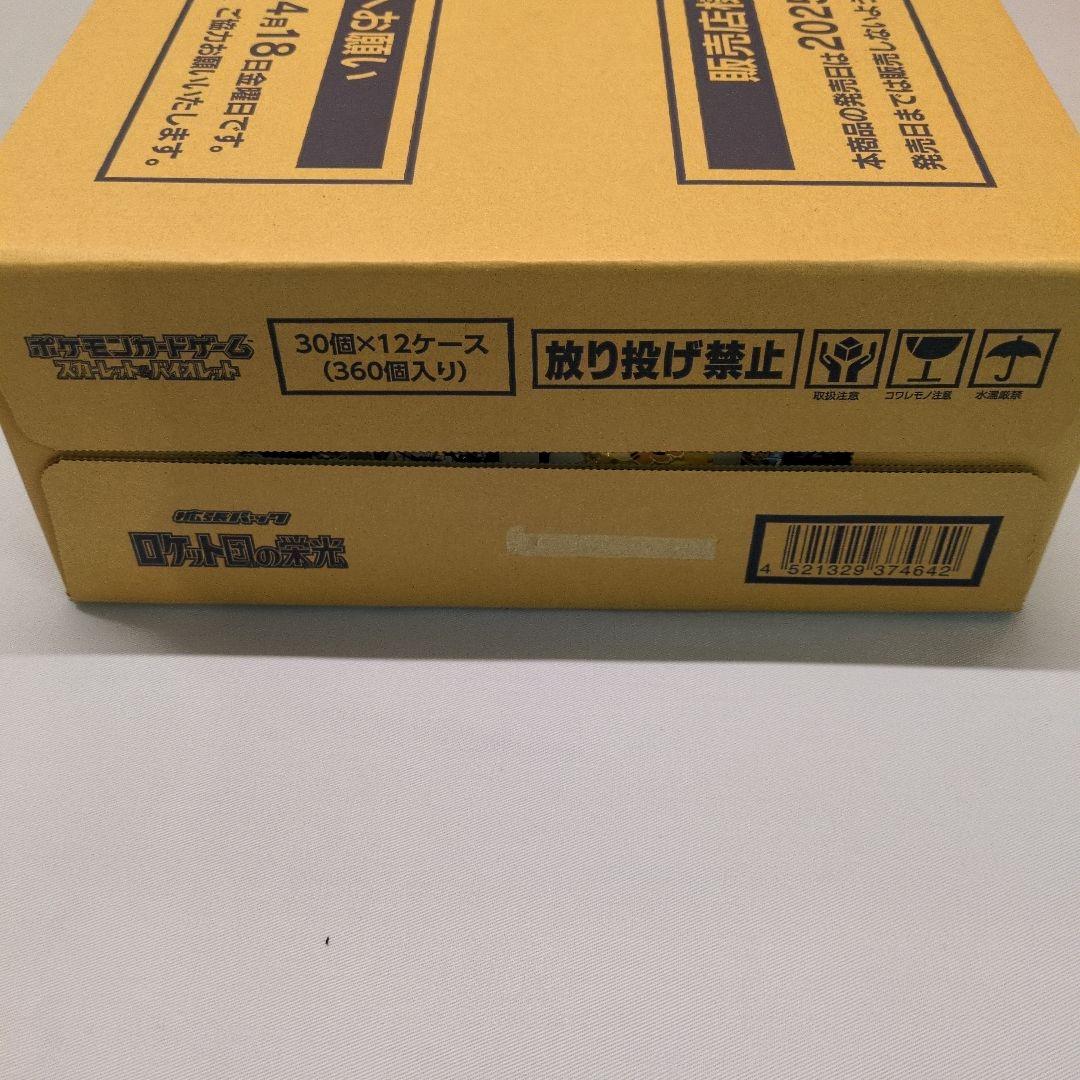 お願い
4月18日金曜日です。
ご協力お願いいたします。
販売店様
本商品の発売日は2025
発売日までは販売しないよう
ポケモンカードゲーム
スカーレット&バイオレット
30個×12ケース
(360個入り)
放り投げ禁止
取扱注意
コワレモノ注意
水濡厳禁
拡張パック
ロケット団の栄光
4 521329 374642